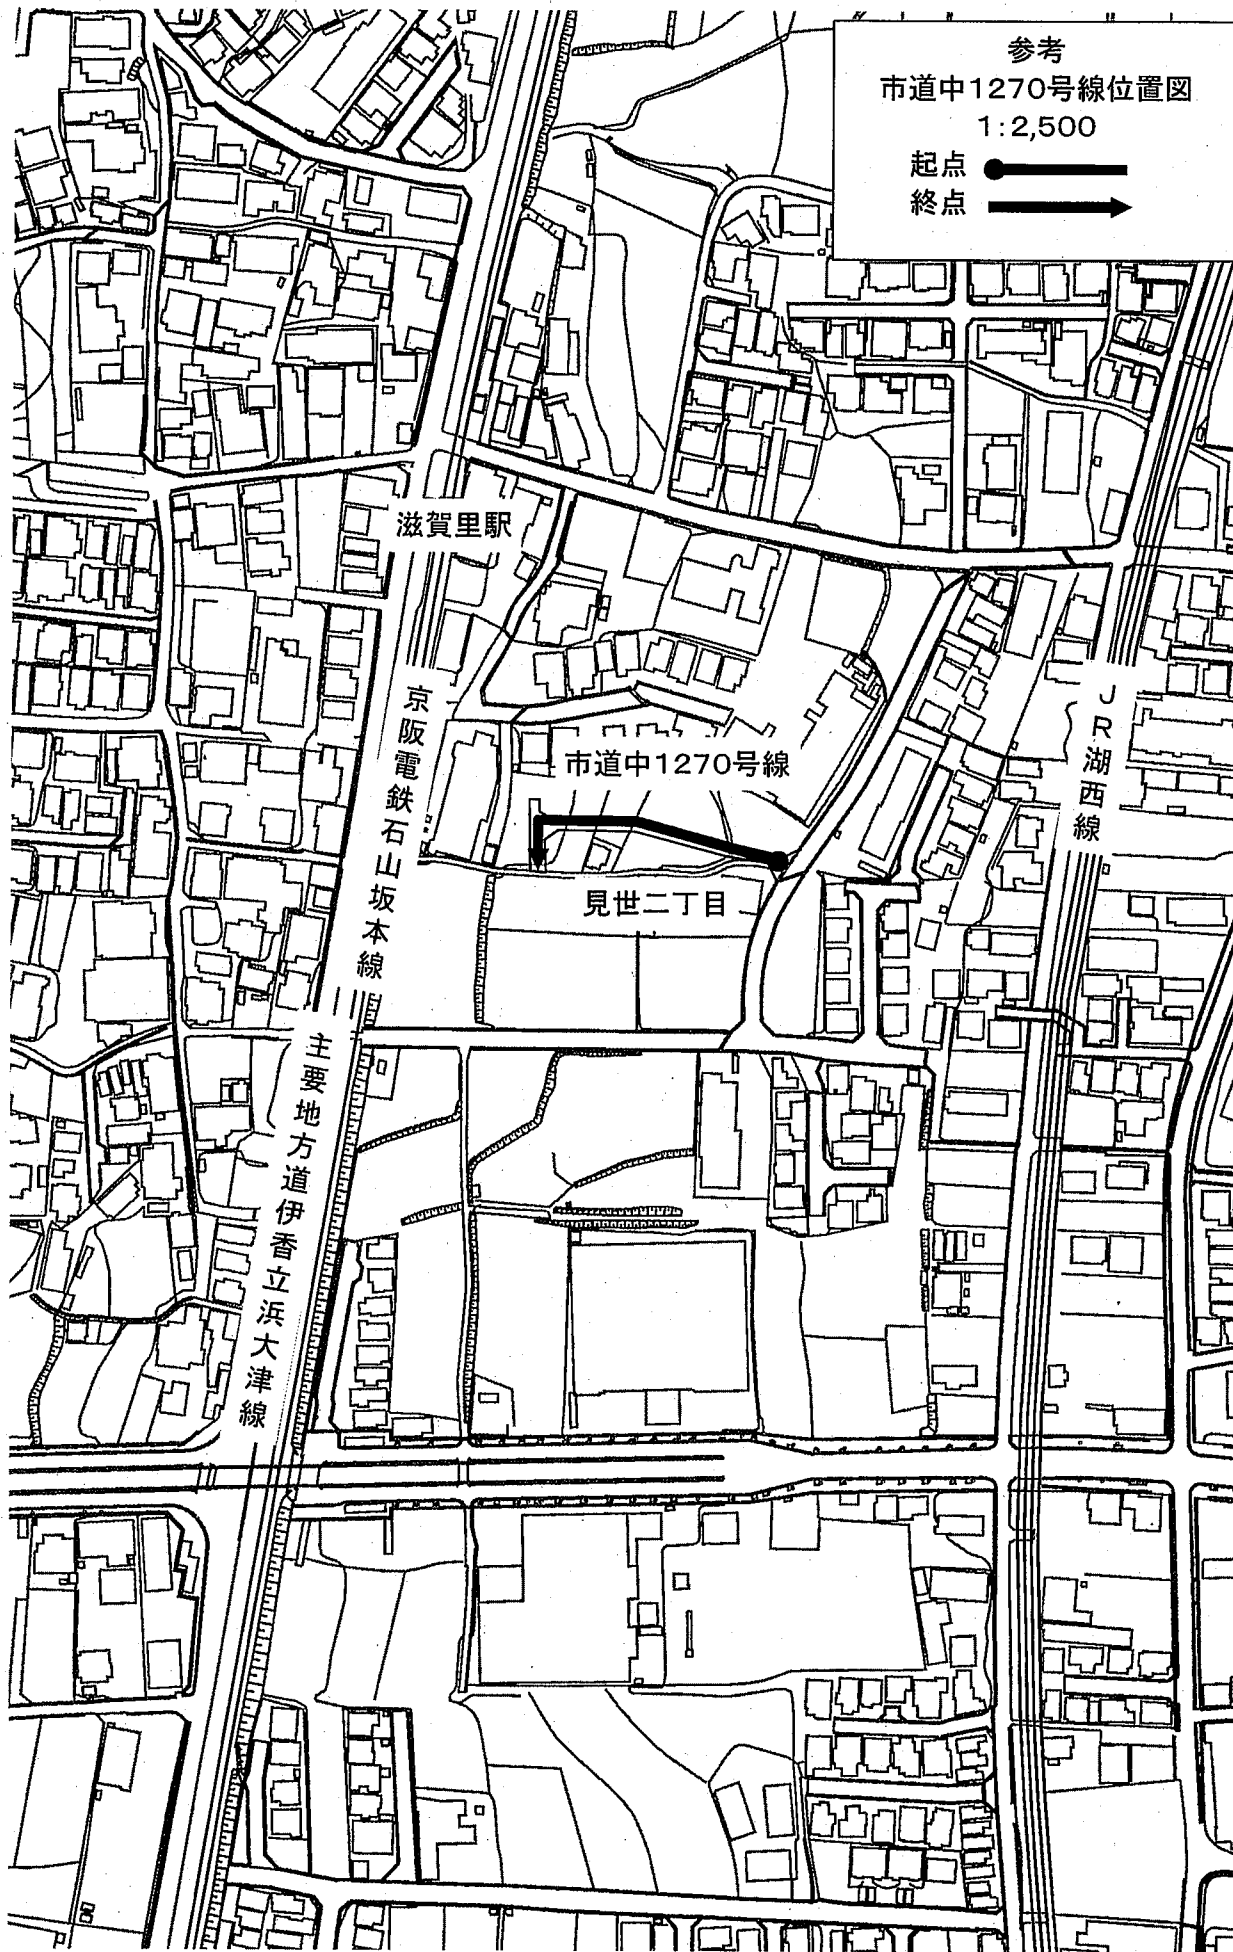 参考
市道中1270号線位置図
1:2,500
起点
終点
滋賀里駅
京阪電鉄石山坂本線
市道中1270号線
JR湖西線
見世二丁目
主要地方道伊香立浜大津線